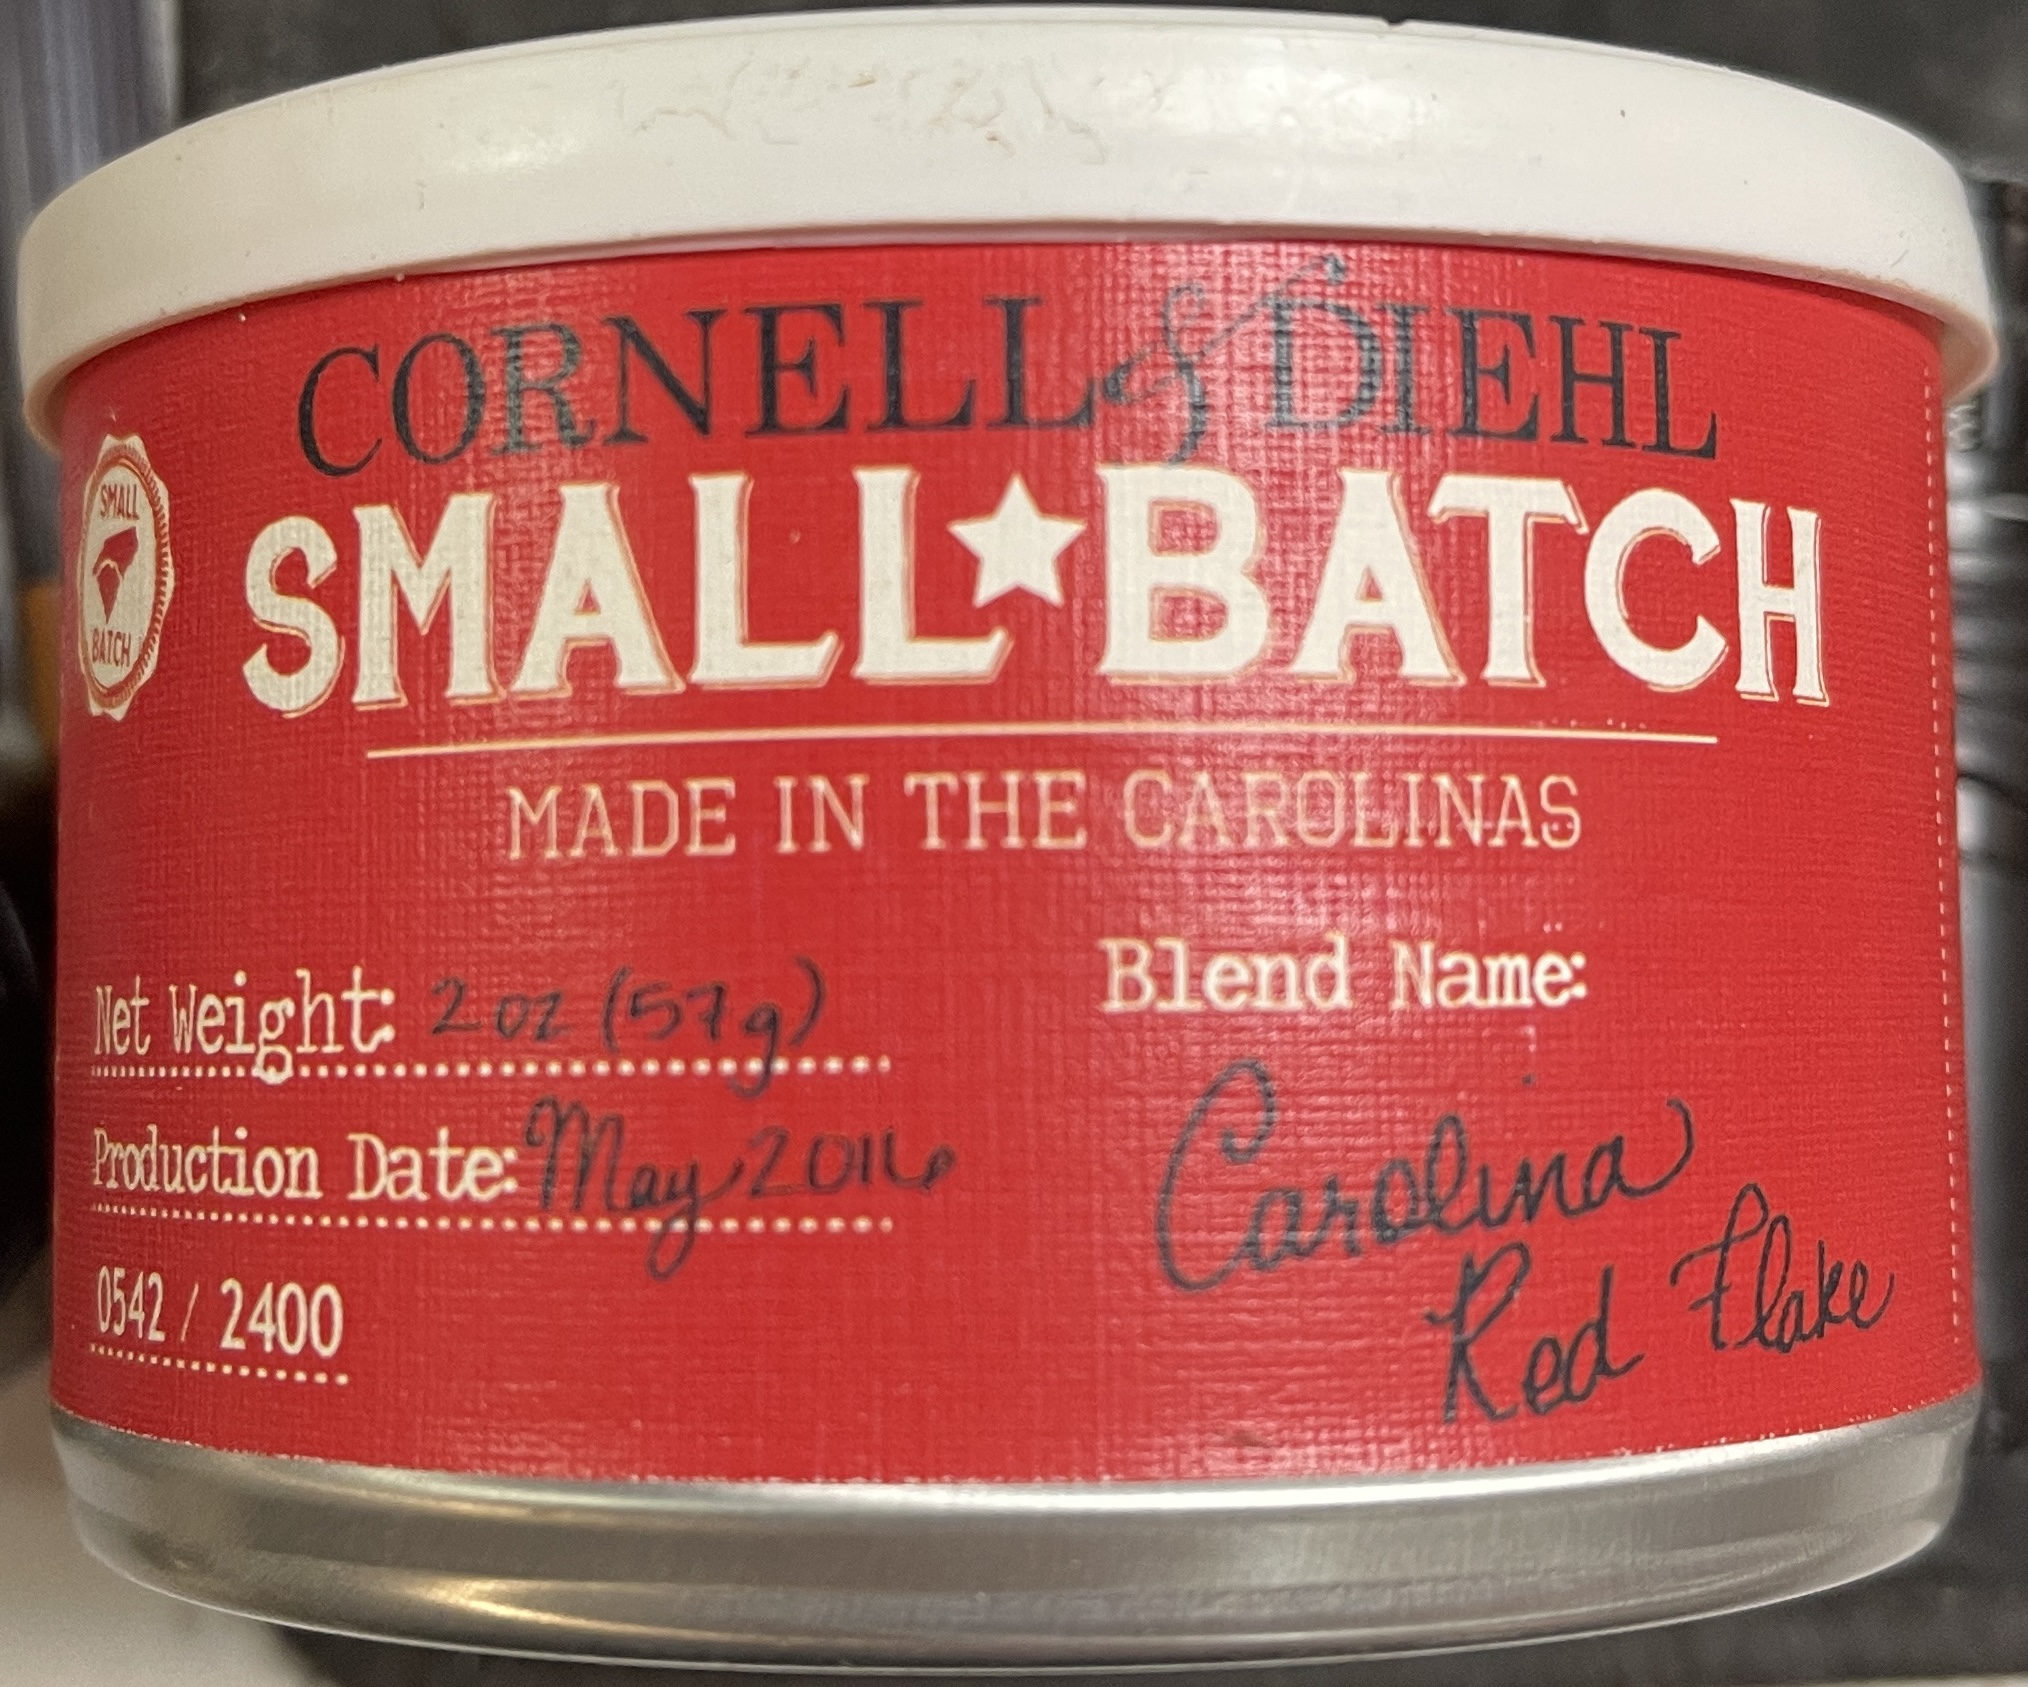 CORNELL & DIEHL
SMALL BATCH
SMALL★BATCH
MADE IN THE CAROLINAS
Net Weight: 2 oz (57g)
Production Date: May 2016
0542 / 2400
Blend Name:
Carolina
Red Flake